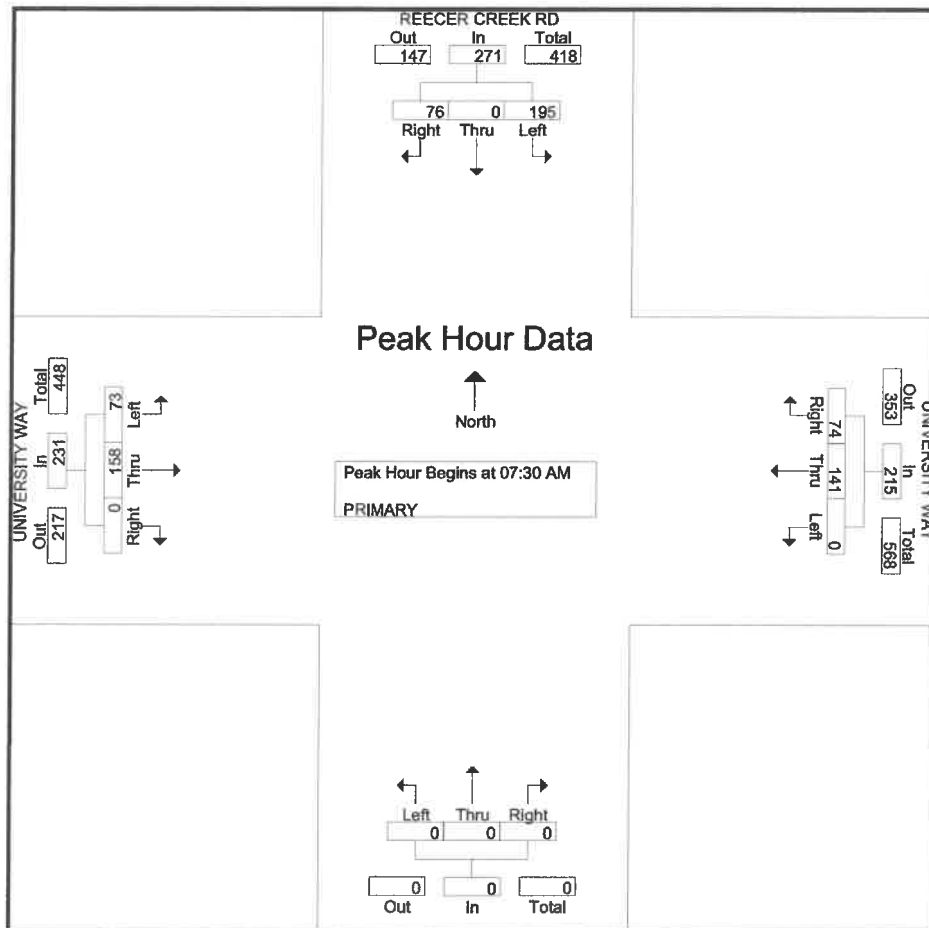 REECER CREEK RD
Out In Total
147 271 418
76 0 195
Right Thru Left
Peak Hour Data
North
Peak Hour Begins at 07:30 AM
PRIMARY
UNIVERSITY WAY
Total In Out
448 231 217
73 158 0
Left Thru Right
UNIVERSITY WAY
Out In Total
353 215 568
74 141 0
Right Thru Left
Left Thru Right
0 0 0
0 0 0
Out In Total